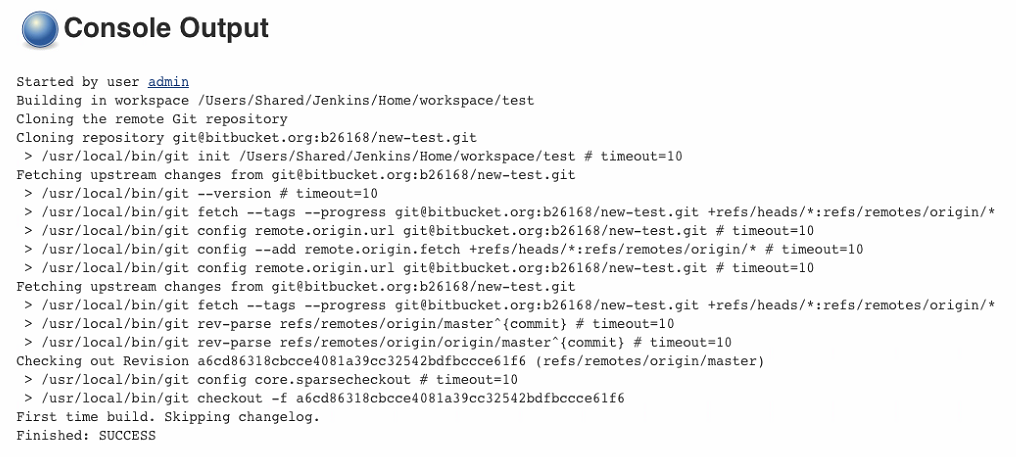 Console Output
Started by user admin
Building in workspace /Users/Shared/Jenkins/Home/workspace/test
Cloning the remote Git repository
Cloning repository git@bitbucket.org:b26168/new-test.git
 > /usr/local/bin/git init /Users/Shared/Jenkins/Home/workspace/test # timeout=10
Fetching upstream changes from git@bitbucket.org:b26168/new-test.git
 > /usr/local/bin/git --version # timeout=10
 > /usr/local/bin/git fetch --tags --progress git@bitbucket.org:b26168/new-test.git +refs/heads/*:refs/remotes/origin/*
 > /usr/local/bin/git config remote.origin.url git@bitbucket.org:b26168/new-test.git # timeout=10
 > /usr/local/bin/git config --add remote.origin.fetch +refs/heads/*:refs/remotes/origin/* # timeout=10
 > /usr/local/bin/git config remote.origin.url git@bitbucket.org:b26168/new-test.git # timeout=10
Fetching upstream changes from git@bitbucket.org:b26168/new-test.git
 > /usr/local/bin/git fetch --tags --progress git@bitbucket.org:b26168/new-test.git +refs/heads/*:refs/remotes/origin/*
 > /usr/local/bin/git rev-parse refs/remotes/origin/master^{commit} # timeout=10
 > /usr/local/bin/git rev-parse refs/remotes/origin/origin/master^{commit} # timeout=10
Checking out Revision a6cd86318cbcce4081a39cc32542bdfbccce61f6 (refs/remotes/origin/master)
 > /usr/local/bin/git config core.sparsecheckout # timeout=10
 > /usr/local/bin/git checkout -f a6cd86318cbcce4081a39cc32542bdfbccce61f6
First time build. Skipping changelog.
Finished: SUCCESS